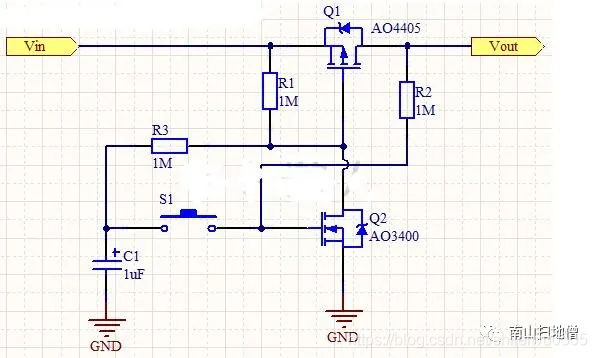 Q1
AO4405
Vin
Vout
R1
1M
R2
1M
R3
1M
S1
Q2
AO3400
C1
+
1uF
GND
GND
南山扫地僧